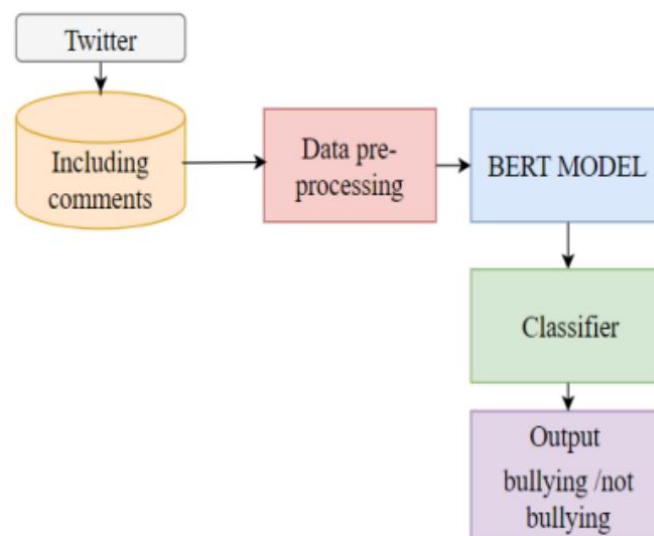 Twitter
Including
comments
Data pre-
processing
BERT MODEL
Classifier
Output
bullying /not
bullying